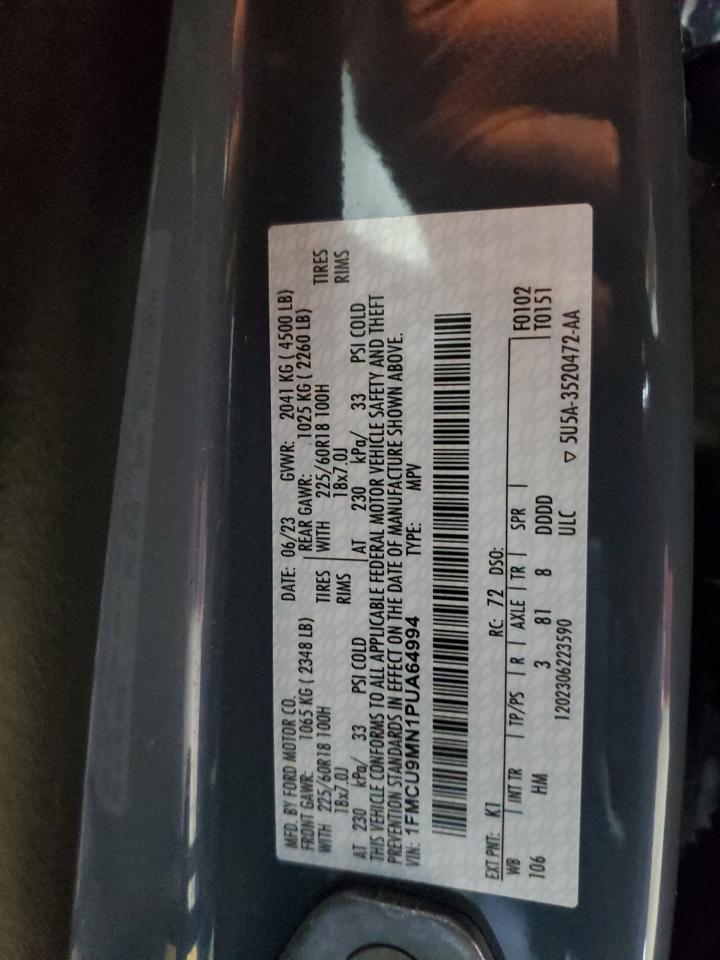 MFD. BY FORD MOTOR CO. DATE: 06/23 GVWR: 2041 KG ( 4500 LB)
FRONT GAWR: 1065 KG ( 2348 LB) REAR GAWR: 1025 KG ( 2260 LB)
WITH 225/60R18 100H TIRES WITH 225/60R18 100H TIRES
18x7.0J RIMS 18x7.0J RIMS
AT 230 kPa/ 33 PSI COLD AT 230 kPa/ 33 PSI COLD
THIS VEHICLE CONFORMS TO ALL APPLICABLE FEDERAL MOTOR VEHICLE SAFETY AND THEFT
PREVENTION STANDARDS IN EFFECT ON THE DATE OF MANUFACTURE SHOWN ABOVE.
VIN: 1FMCU9MN1PUA64994 TYPE: MPV
EXT PNT: K1 RC: 72 DSO:
WB INT TR TP/PS R AXLE TR SPR F0102
106 HM 3 81 8 DDDD T0151
1202306223590 ULC ▽ 5U5A-3520472-AA